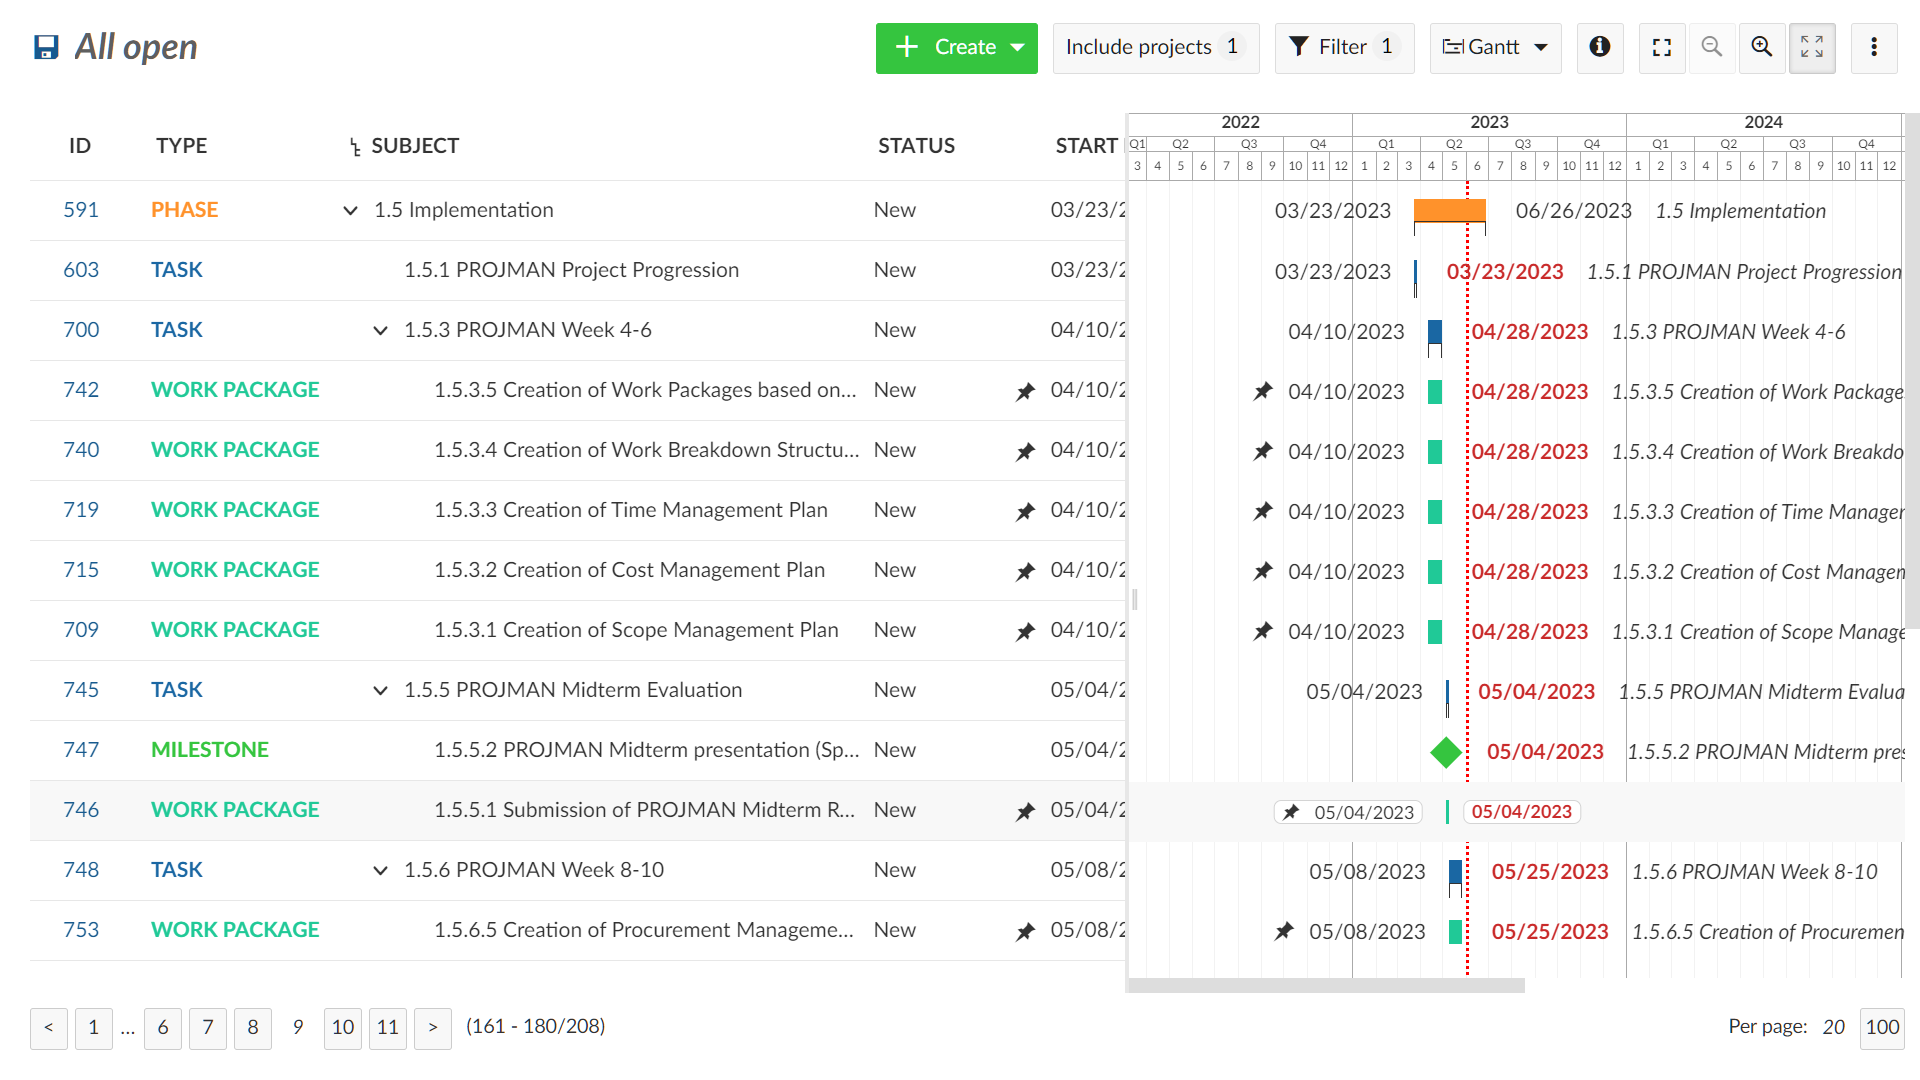 All open
Create
Include projects 1
Filter 1
Gantt
ID TYPE SUBJECT STATUS START
2022 2023 2024
Q1 Q2 Q3 Q4 Q1 Q2 Q3 Q4 Q1 Q2 Q3 Q4
3 4 5 6 7 8 9 10 11 12 1 2 3 4 5 6 7 8 9 10 11 12 1 2 3 4 5 6 7 8 9 10 11 12
591 PHASE 1.5 Implementation New 03/23/2 03/23/2023 06/26/2023 1.5 Implementation
603 TASK 1.5.1 PROJMAN Project Progression New 03/23/2 03/23/2023 03/23/2023 1.5.1 PROJMAN Project Progression
700 TASK 1.5.3 PROJMAN Week 4-6 New 04/10/2 04/10/2023 04/28/2023 1.5.3 PROJMAN Week 4-6
742 WORK PACKAGE 1.5.3.5 Creation of Work Packages based on... New 04/10/2 04/10/2023 04/28/2023 1.5.3.5 Creation of Work Package
740 WORK PACKAGE 1.5.3.4 Creation of Work Breakdown Structu... New 04/10/2 04/10/2023 04/28/2023 1.5.3.4 Creation of Work Breakdo
719 WORK PACKAGE 1.5.3.3 Creation of Time Management Plan New 04/10/2 04/10/2023 04/28/2023 1.5.3.3 Creation of Time Manager
715 WORK PACKAGE 1.5.3.2 Creation of Cost Management Plan New 04/10/2 04/10/2023 04/28/2023 1.5.3.2 Creation of Cost Managem
709 WORK PACKAGE 1.5.3.1 Creation of Scope Management Plan New 04/10/2 04/10/2023 04/28/2023 1.5.3.1 Creation of Scope Manage
745 TASK 1.5.5 PROJMAN Midterm Evaluation New 05/04/2 05/04/2023 05/04/2023 1.5.5 PROJMAN Midterm Evalua
747 MILESTONE 1.5.5.2 PROJMAN Midterm presentation (Sp... New 05/04/2 05/04/2023 1.5.5.2 PROJMAN Midterm pres
746 WORK PACKAGE 1.5.5.1 Submission of PROJMAN Midterm R... New 05/04/2 05/04/2023 05/04/2023
748 TASK 1.5.6 PROJMAN Week 8-10 New 05/08/2 05/08/2023 05/25/2023 1.5.6 PROJMAN Week 8-10
753 WORK PACKAGE 1.5.6.5 Creation of Procurement Manageme... New 05/08/2 05/08/2023 05/25/2023 1.5.6.5 Creation of Procuremen
< 1 ... 6 7 8 9 10 11 > (161 - 180/208) Per page: 20 100